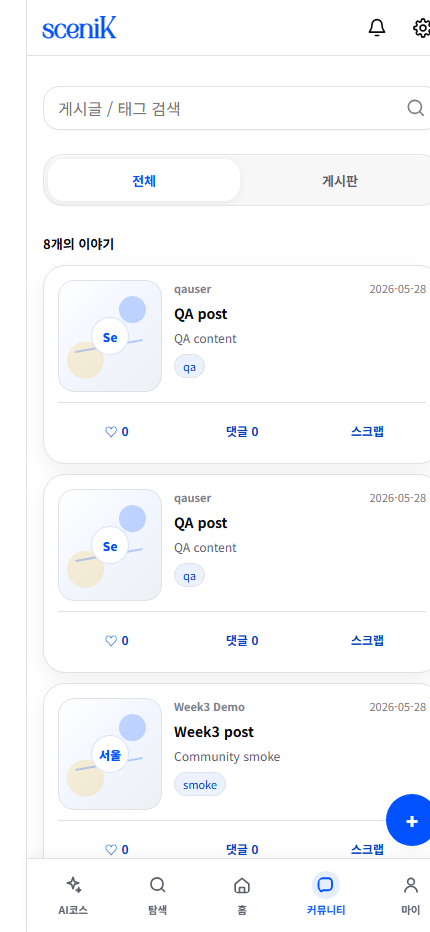 sceniK
게시글 / 태그 검색
전체 게시판
8개의 이야기
qauser 2026-05-28
Se
QA post
QA content
qa
♡ 0 댓글 0 스크랩
qauser 2026-05-28
Se
QA post
QA content
qa
♡ 0 댓글 0 스크랩
Week3 Demo 2026-05-28
서울
Week3 post
Community smoke
smoke
+
♡ 0 댓글 0 스크랩
AI코스 탐색 홈 커뮤니티 마이